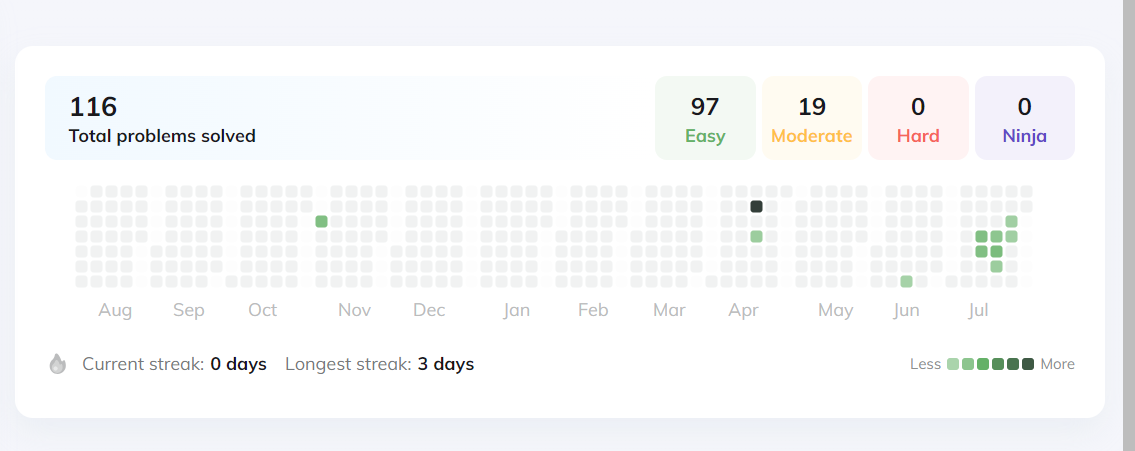 116
Total problems solved
97
Easy
19
Moderate
0
Hard
0
Ninja
Aug Sep Oct Nov Dec Jan Feb Mar Apr May Jun Jul
Current streak: 0 days Longest streak: 3 days
Less More